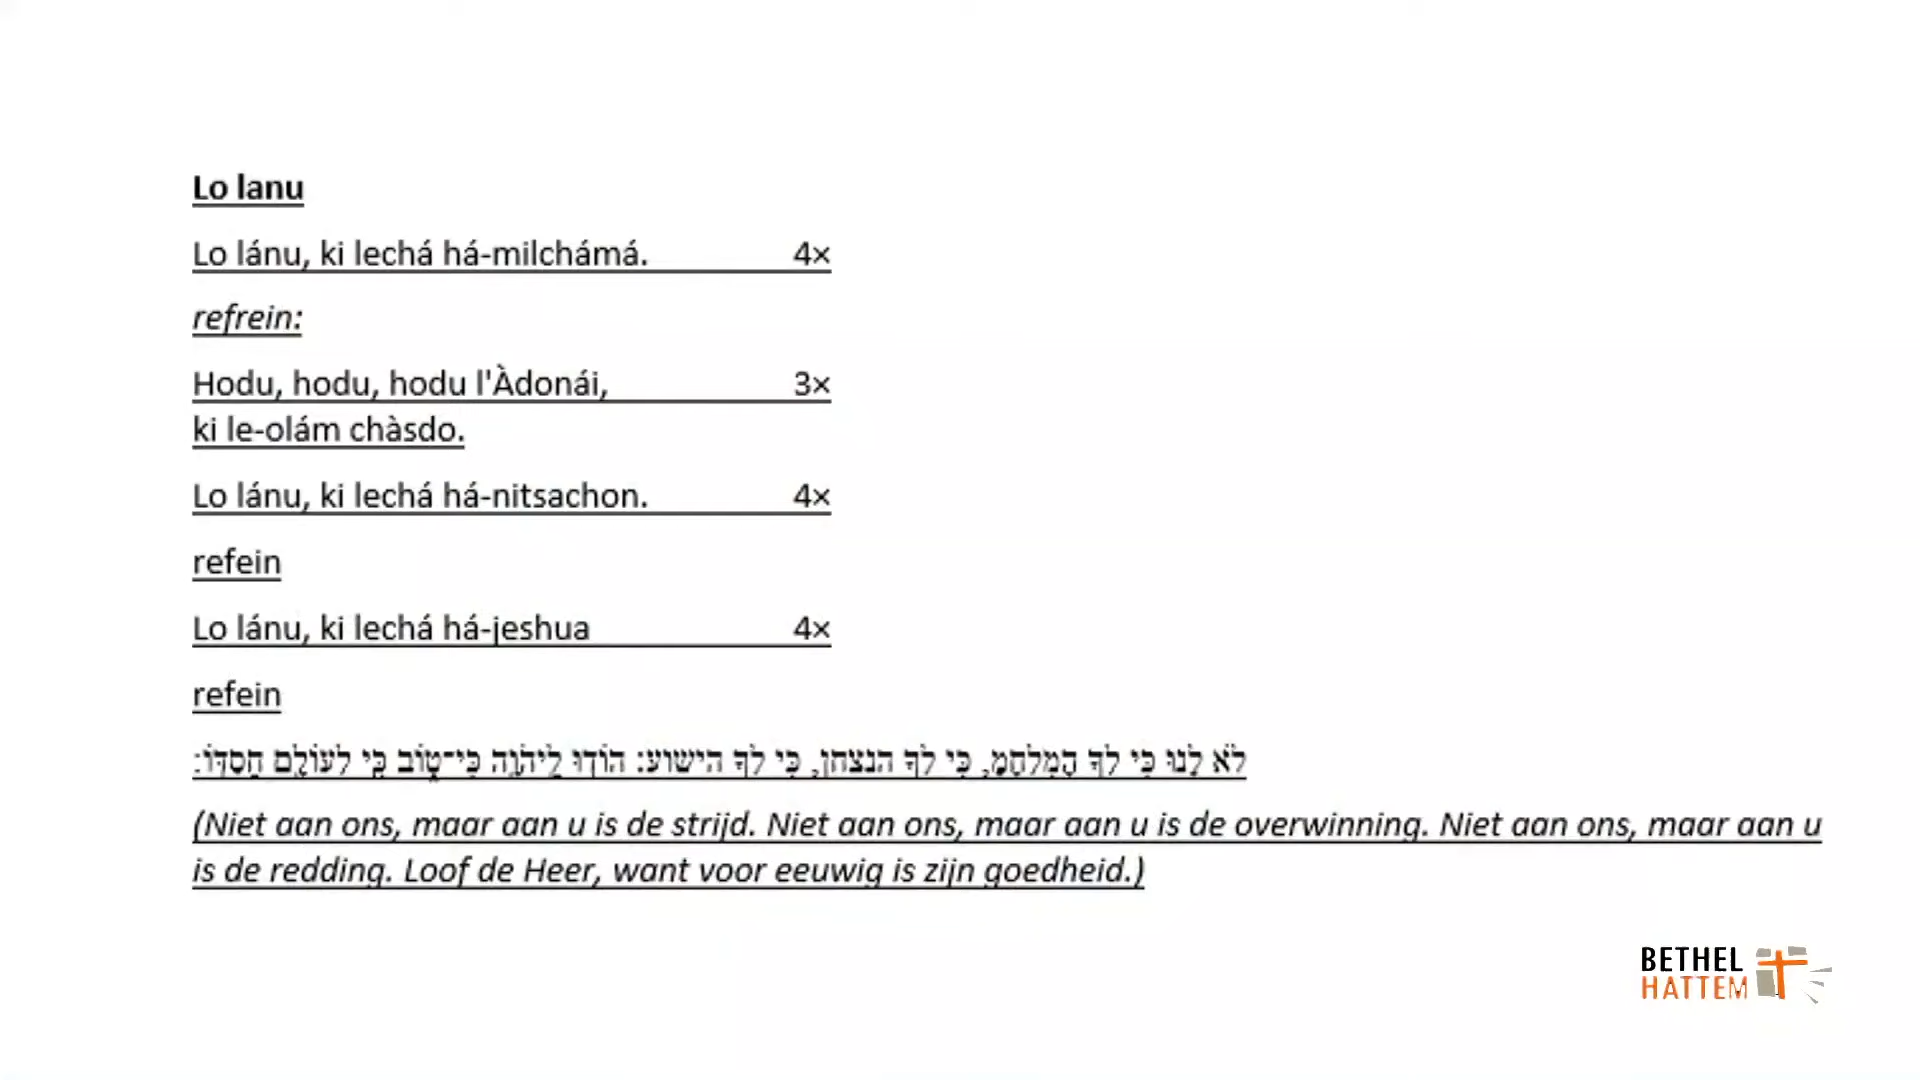 Lo lanu
Lo lánu, ki lechá há-milchámá. 4×
refrein:
Hodu, hodu, hodu l'Àdonái, 3×
ki le-olám chàsdo.
Lo lánu, ki lechá há-nitsachon. 4×
refein
Lo lánu, ki lechá há-jeshua 4×
refein
לֹא לָנוּ כִּי לְךָ הַמִּלְחָמָ, כִּי לְךָ הנצחן, כִּי לְךָ הישוע: הוֹדוּ לַיהוָה כִּי־טוֹב כִּי לְעוֹלָם חַסְדּוֹ׃
(Niet aan ons, maar aan u is de strijd. Niet aan ons, maar aan u is de overwinning. Niet aan ons, maar aan u
is de redding. Loof de Heer, want voor eeuwig is zijn goedheid.)
BETHEL
HATTEM